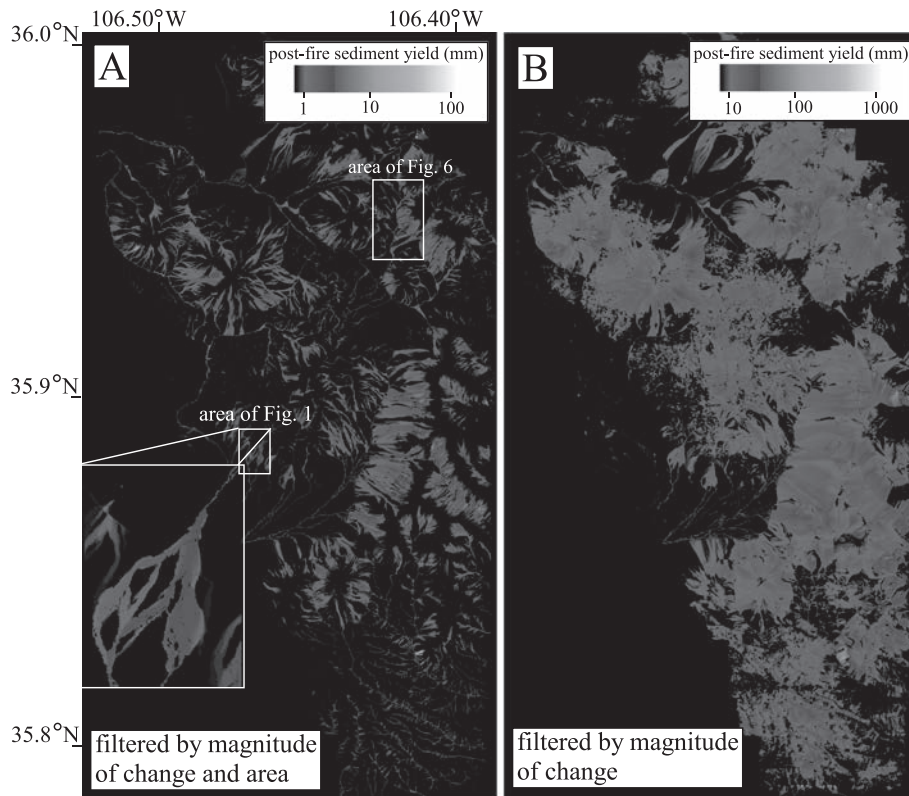 106.50°W 106.40°W
36.0°N
A
post-fire sediment yield (mm)
1 10 100
B
post-fire sediment yield (mm)
10 100 1000
area of Fig. 6
35.9°N
area of Fig. 1
35.8°N
filtered by magnitude
of change and area
filtered by magnitude
of change